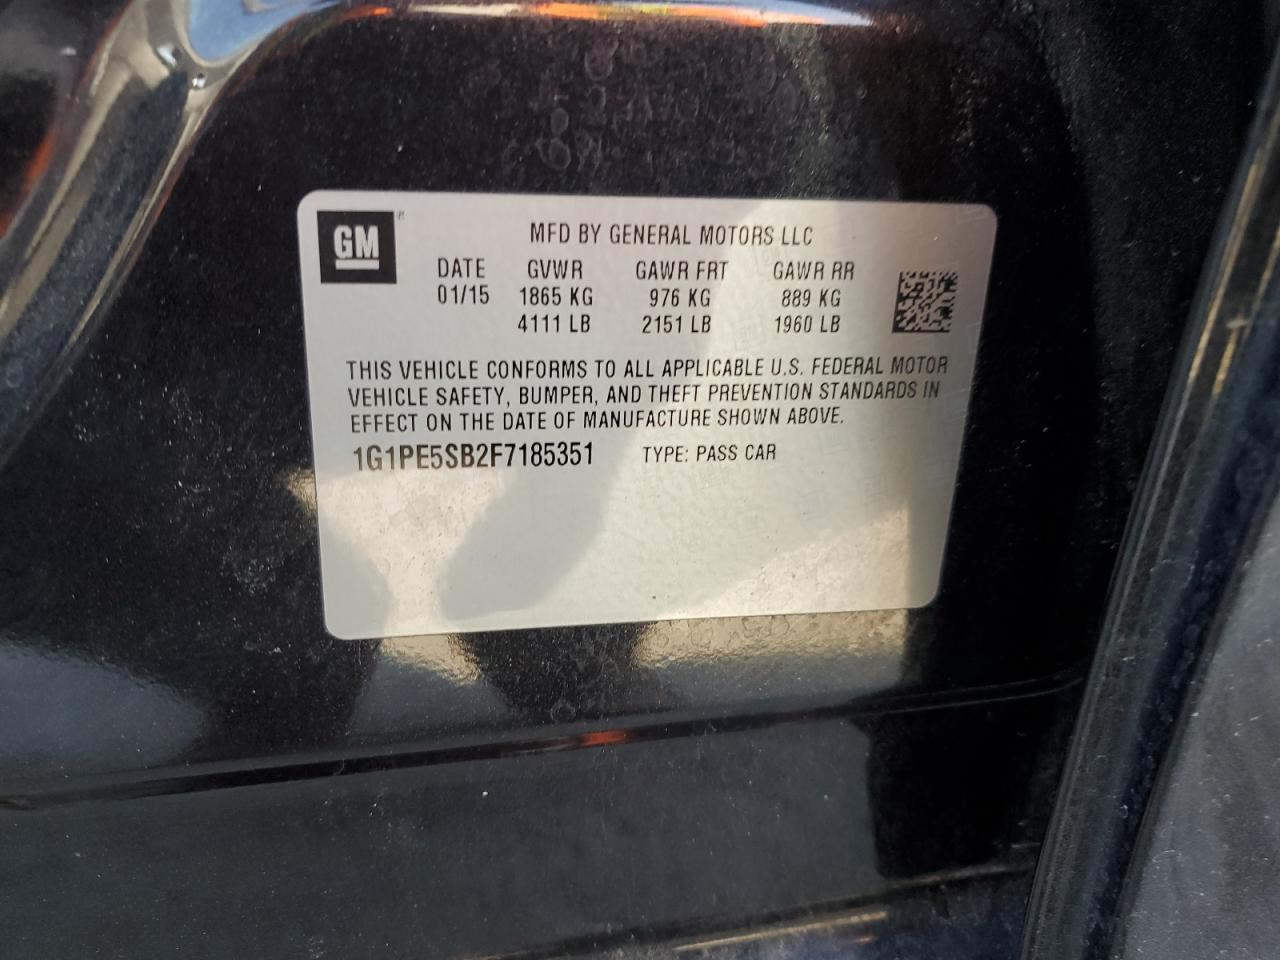 GM
MFD BY GENERAL MOTORS LLC
DATE GVWR GAWR FRT GAWR RR
01/15 1865 KG 976 KG 889 KG
4111 LB 2151 LB 1960 LB
THIS VEHICLE CONFORMS TO ALL APPLICABLE U.S. FEDERAL MOTOR
VEHICLE SAFETY, BUMPER, AND THEFT PREVENTION STANDARDS IN
EFFECT ON THE DATE OF MANUFACTURE SHOWN ABOVE.
1G1PE5SB2F7185351 TYPE: PASS CAR